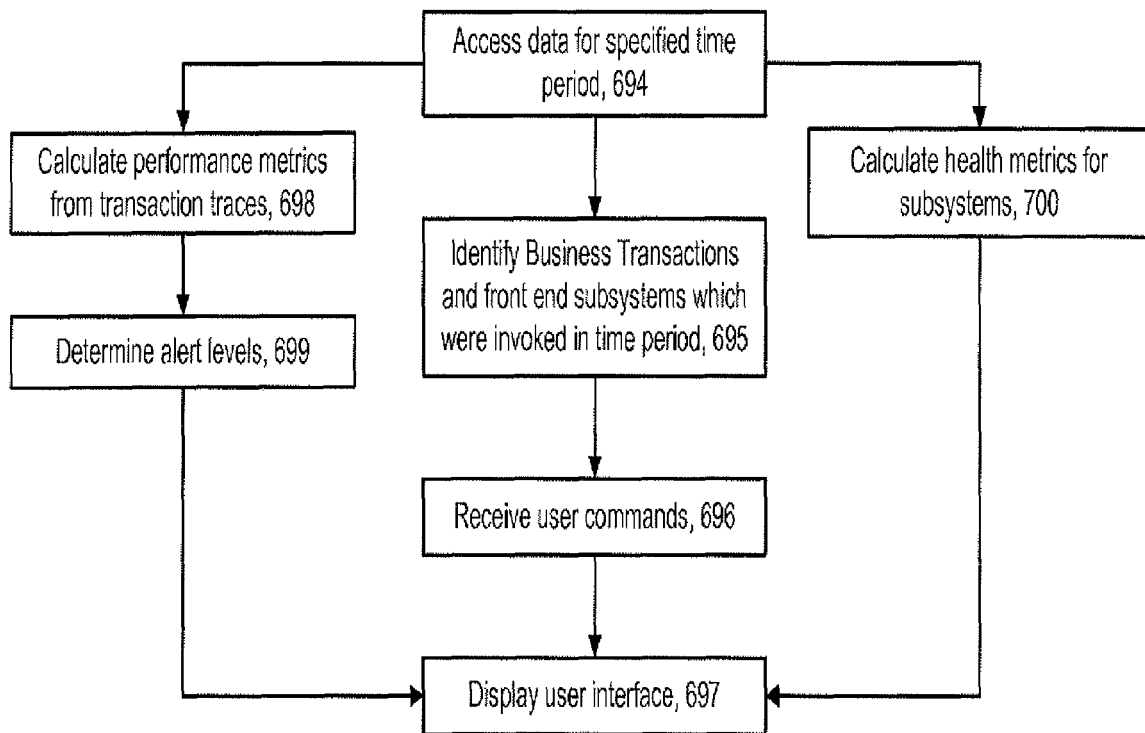 Access data for specified time
period, 694
Calculate performance metrics
from transaction traces, 698
Calculate health metrics for
subsystems, 700
Identify Business Transactions
and front end subsystems which
were invoked in time period, 695
Determine alert levels, 699
Receive user commands, 696
Display user interface, 697